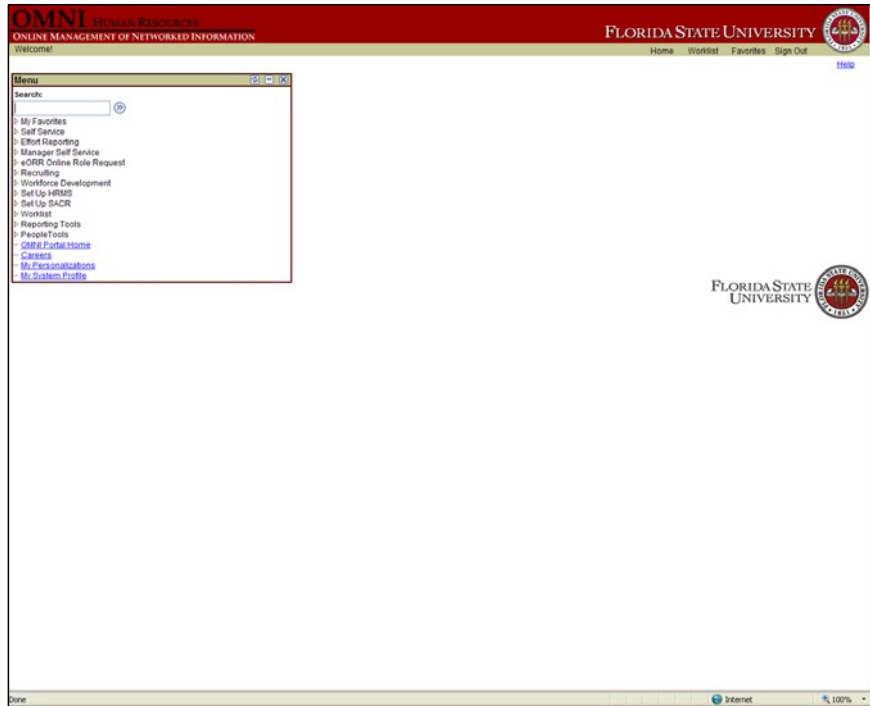 OMNI HUMAN RESOURCES
ONLINE MANAGEMENT OF NETWORKED INFORMATION
FLORIDA STATE UNIVERSITY
Welcome!
Home Worklist Favorites Sign Out
Help
Menu
Search:
My Favorites
Self Service
Effort Reporting
Manager Self Service
eORR Online Role Request
Recruiting
Workforce Development
Set Up HRMS
Set Up SACR
Worklist
Reporting Tools
PeopleTools
OMNI Portal Home
Careers
My Personalizations
My System Profile
FLORIDA STATE
UNIVERSITY
Done
Internet
100%